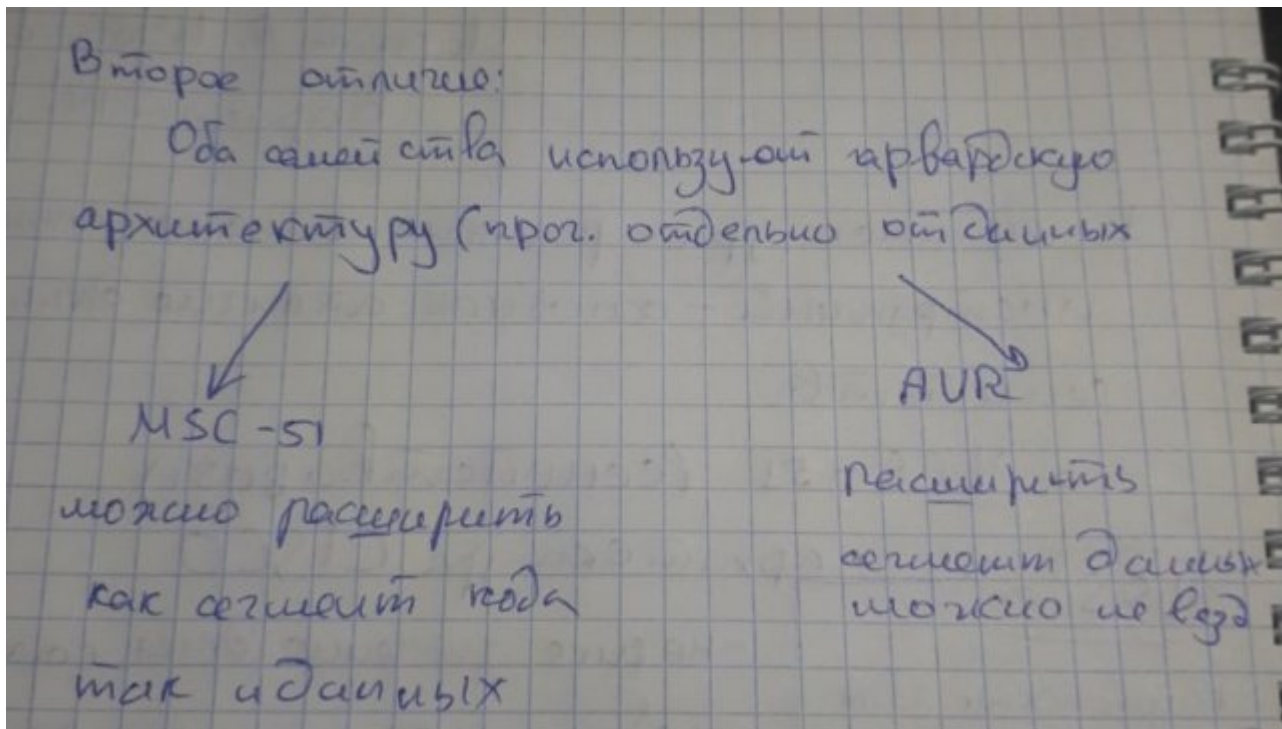 Второе отличие:
Оба семейства используют гарвардскую
архитектуру (прог. отдельно от данных
MSC-51
можно расширить
как сегмент кода
так и данных
AVR
расширить
сегмент данных
можно не везд